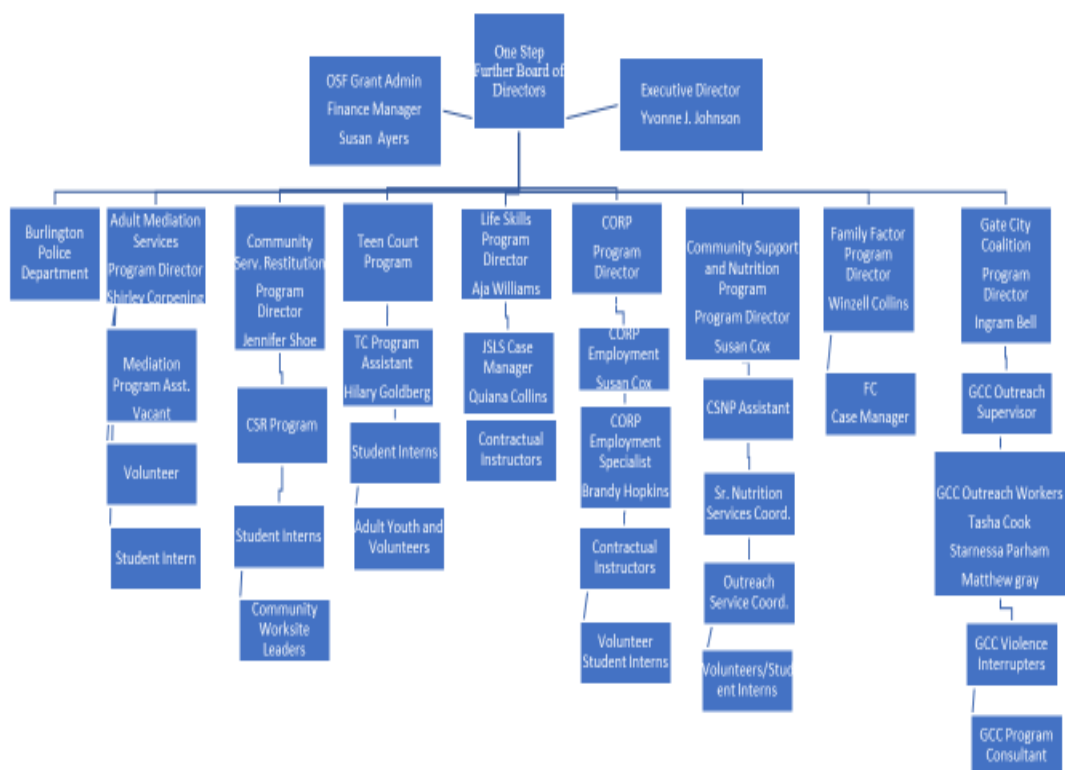 One Step
Further Board of
Directors
OSF Grant Admin
Finance Manager
Susan Ayers
Executive Director
Yvonne J. Johnson
Burlington
Police
Department
Adult Mediation
Services
Program Director
Shirley Corpening
Mediation
Program Asst.
Vacant
Volunteer
Student Intern
Community
Serv. Restitution
Program
Director
Jennifer Shoe
CSR Program
Student Interns
Community
Worksite
Leaders
Teen Court
Program
TC Program
Assistant
Hilary Goldberg
Student Interns
Adult Youth and
Volunteers
Life Skills
Program
Director
Aja Williams
JSLS Case
Manager
Quiana Collins
Contractual
Instructors
CORP
Program
Director
CORP
Employment
Susan Cox
CORP
Employment
Specialist
Brandy Hopkins
Contractual
Instructors
Volunteer
Student Interns
Community Support
and Nutrition
Program
Program Director
Susan Cox
CSNP Assistant
Sr. Nutrition
Services Coord.
Outreach
Service Coord.
Volunteers/Stud
ent Interns
Family Factor
Program
Director
Winzell Collins
FC
Case Manager
Gate City
Coalition
Program
Director
Ingram Bell
GCC Outreach
Supervisor
GCC Outreach Workers
Tasha Cook
Starnessa Parham
Matthew gray
GCC Violence
Interrupters
GCC Program
Consultant